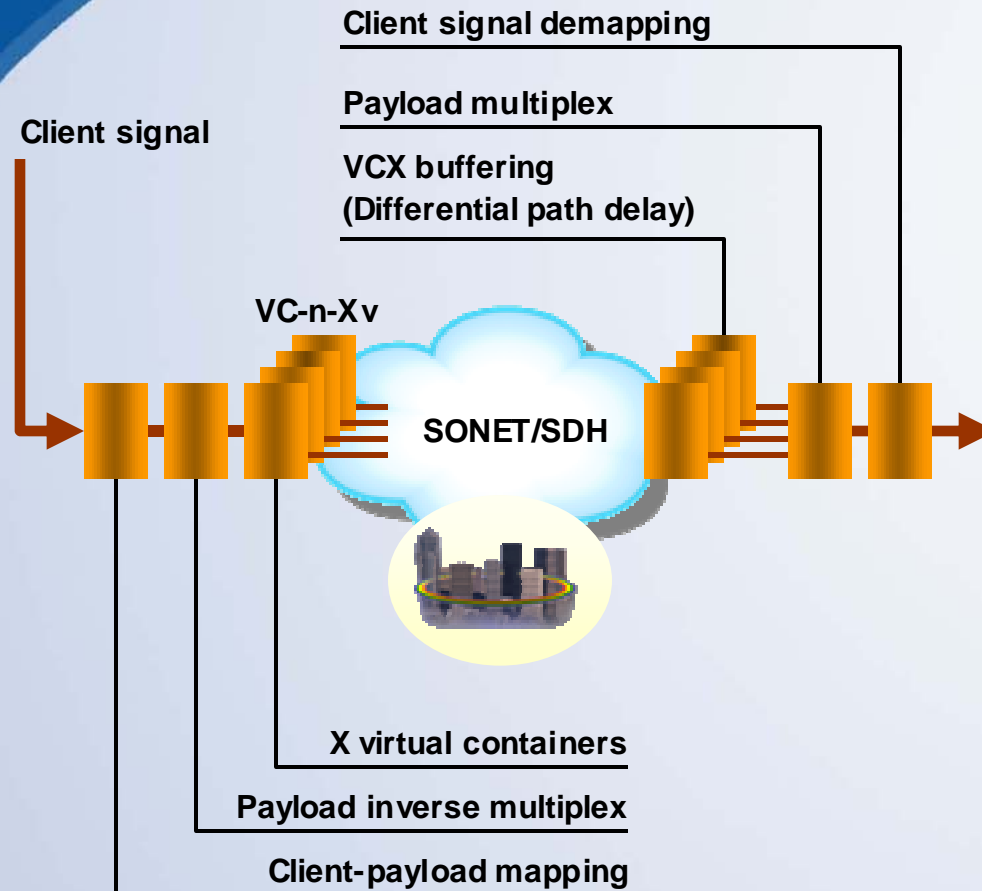 Client signal demapping
Payload multiplex
Client signal
VCX buffering
(Differential path delay)
VC-n-Xv
SONET/SDH
X virtual containers
Payload inverse multiplex
Client-payload mapping